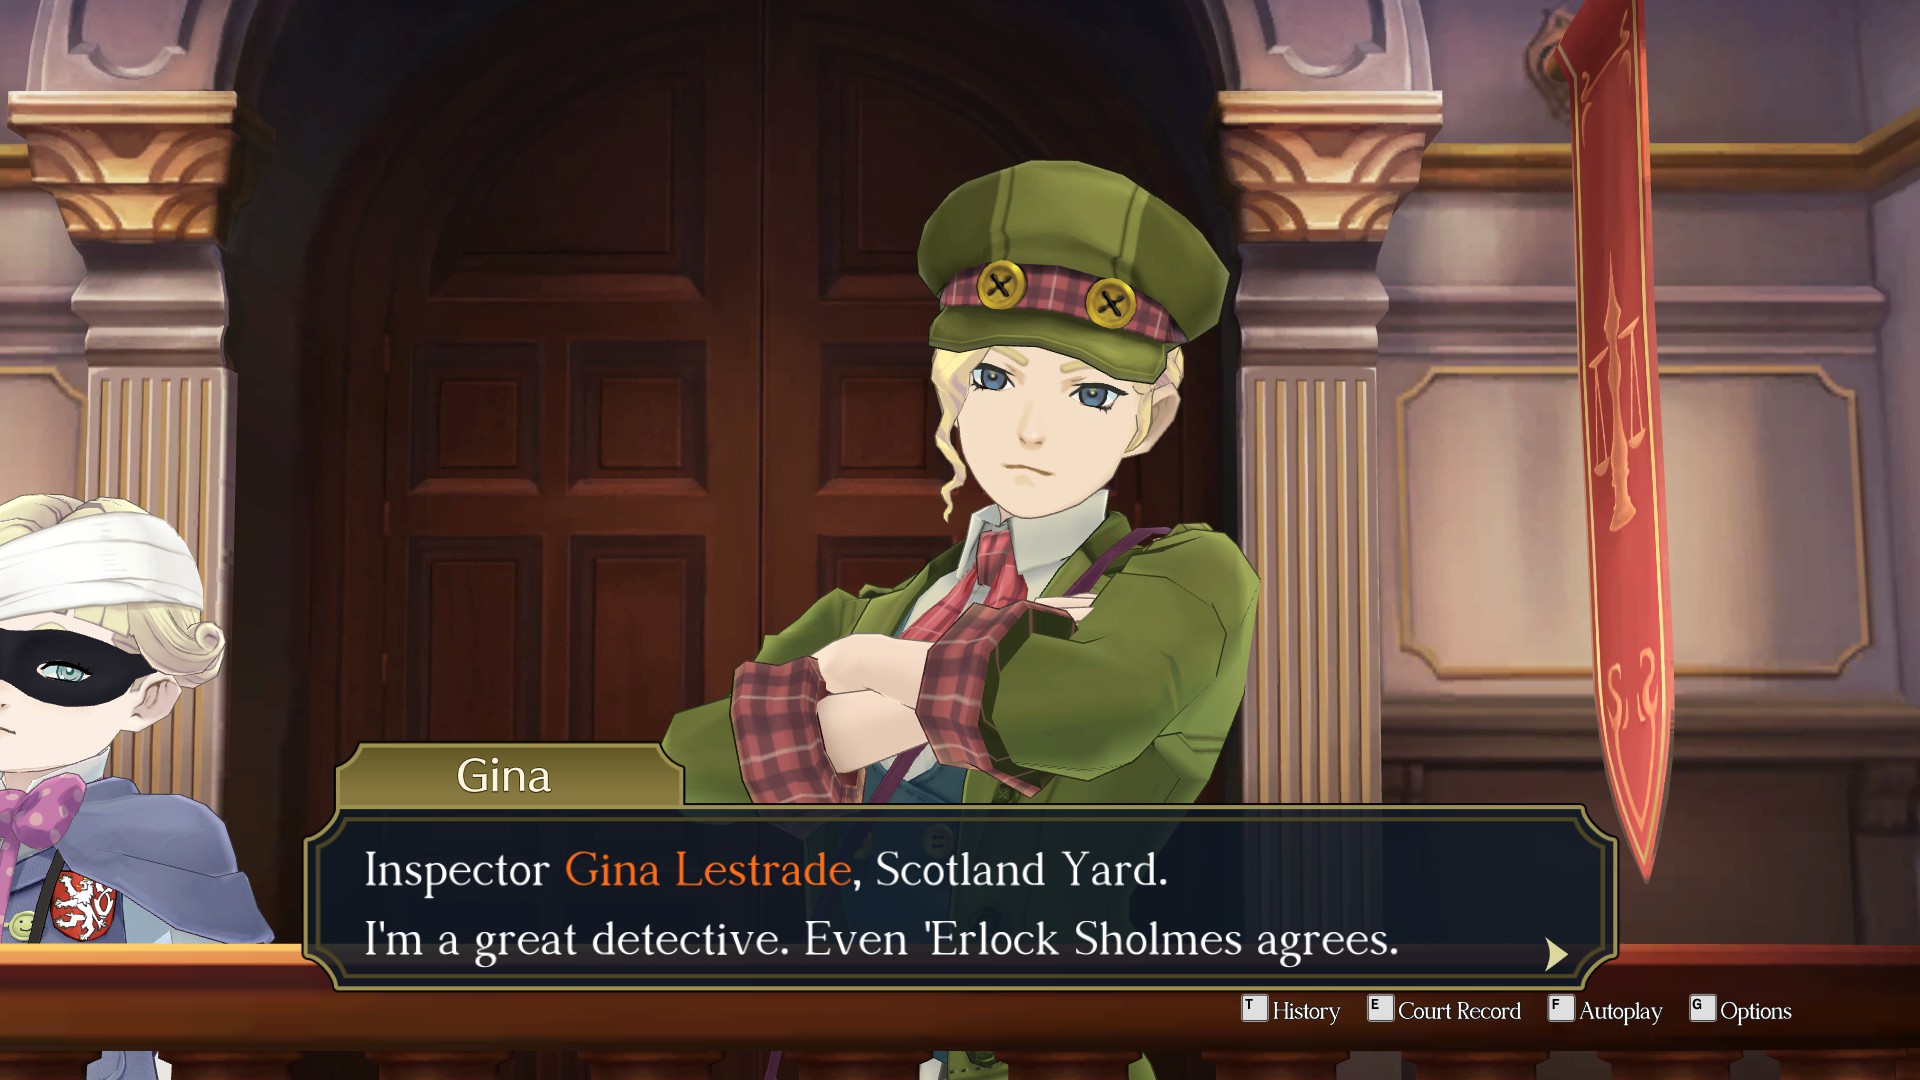 Gina
Inspector Gina Lestrade, Scotland Yard.
I'm a great detective. Even 'Erlock Sholmes agrees.
T History E Court Record F Autoplay G Options